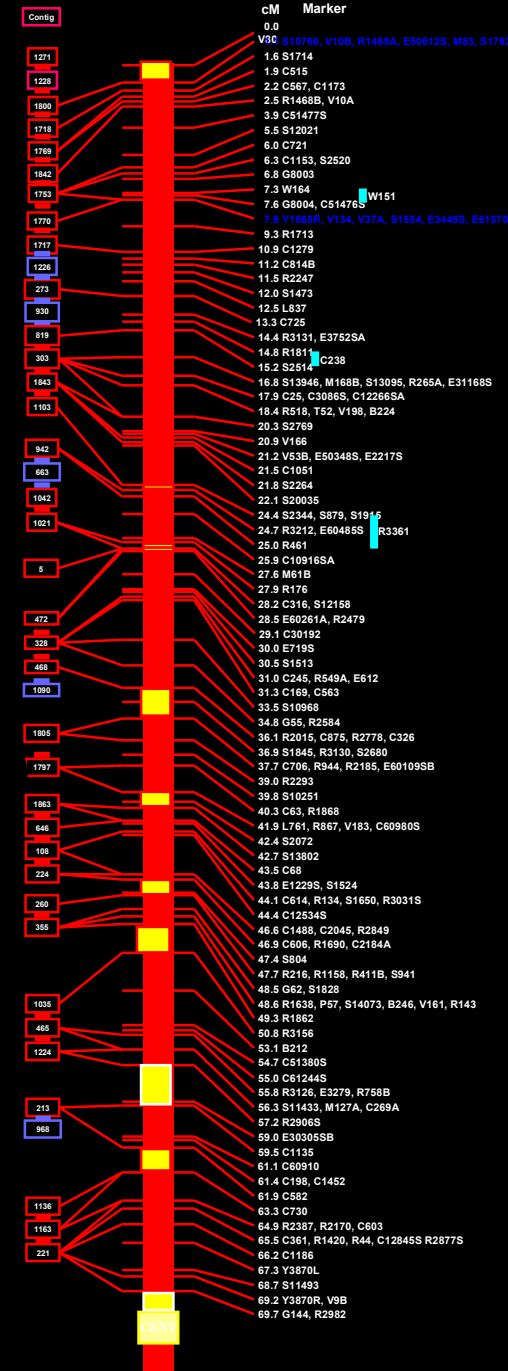 Contig
1271
1228
1800
1718
1769
1842
1753
1770
1717
1226
273
930
819
303
1843
1103
942
663
1042
1021
5
472
328
468
1090
1805
1797
1863
646
108
224
260
355
1035
465
1224
213
968
1136
1163
221
cM Marker
0.0
V30
S10760, V10B, R1468A, E50612S, M83,
1.6 S1714
1.9 C515
2.2 C567, C1173
2.5 R1468B, V10A
3.9 C51477S
5.5 S12021
6.0 C721
6.3 C1153, S2520
6.8 G8003
7.3 W164
W151
7.6 G8004, C51476S
7.9 Y1065R, V134, V37A, S1554, E3446S,
9.3 R1713
10.9 C1279
11.2 C814B
11.5 R2247
12.0 S1473
12.5 L837
13.3 C725
14.4 R3131, E3752SA
14.8 R1811
C238
15.2 S2514
16.8 S13946, M168B, S13095, R265A, E31168S
17.9 C25, C3086S, C12266SA
18.4 R518, T52, V198, B224
20.3 S2769
20.9 V166
21.2 V53B, E50348S, E2217S
21.5 C1051
21.8 S2264
22.1 S20035
24.4 S2344, S879, S1915
24.7 R3212, E60485S
R3361
25.0 R461
25.9 C10916SA
27.6 M61B
27.9 R176
28.2 C316, S12158
28.5 E60261A, R2479
29.1 C30192
30.0 E719S
30.5 S1513
31.0 C245, R549A, E612
31.3 C169, C563
33.5 S10968
34.8 G55, R2584
36.1 R2015, C875, R2778, C326
36.9 S1845, R3130, S2680
37.7 C706, R944, R2185, E60109SB
39.0 R2293
39.8 S10251
40.3 C63, R1868
41.9 L761, R867, V183, C60980S
42.4 S2072
42.7 S13802
43.5 C68
43.8 E1229S, S1524
44.1 C614, R134, S1650, R3031S
44.4 C12534S
46.6 C1488, C2045, R2849
46.9 C606, R1690, C2184A
47.4 S804
47.7 R216, R1158, R411B, S941
48.5 G62, S1828
48.6 R1638, P57, S14073, B246, V161, R143
49.3 R1862
50.8 R3156
53.1 B212
54.7 C51380S
55.0 C61244S
55.8 R3126, E3279, R758B
56.3 S11433, M127A, C269A
57.2 R2906S
59.0 E30305SB
59.5 C1135
61.1 C60910
61.4 C198, C1452
61.9 C582
63.3 C730
64.9 R2387, R2170, C603
65.5 C361, R1420, R44, C12845S R2877S
66.2 C1186
67.3 Y3870L
68.7 S11493
69.2 Y3870R, V9B
69.7 G144, R2982
CENT